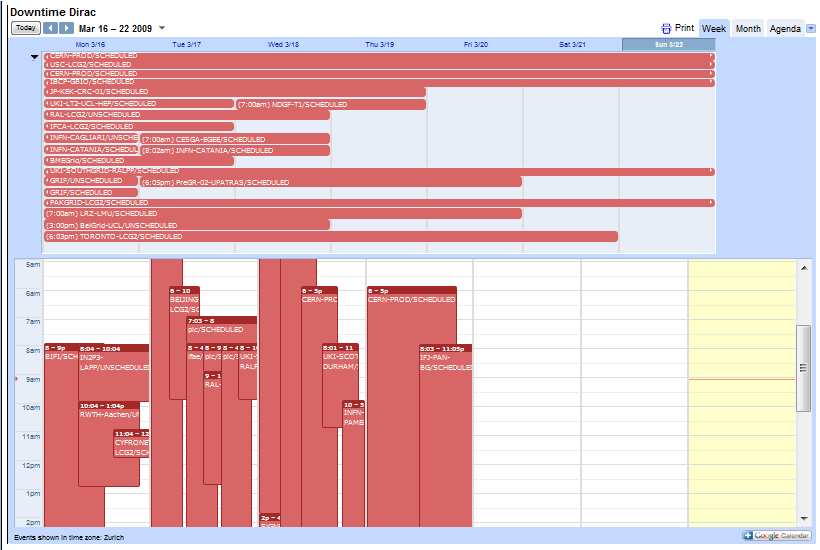 Downtime Dirac
Today Mar 16 – 22 2009 Print Week Month Agenda
Mon 3/16 Tue 3/17 Wed 3/18 Thu 3/19 Fri 3/20 Sat 3/21 Sun 3/22
CERN-PROD/SCHEDULED
USC-LCG2/SCHEDULED
CERN-PROD/SCHEDULED
IBCP-GBIO/SCHEDULED
JP-KEK-CRC-01/SCHEDULED
UKI-LT2-UCL-HEP/SCHEDULED (7:00am) NDGF-T1/SCHEDULED
RAL-LCG2/UNSCHEDULED
IFCA-LCG2/SCHEDULED
INFN-CAGLIARI/UNSCHE (7:00am) CESGA-EGEE/SCHEDULED
INFN-CATANIA/SCHEDUL (8:02am) INFN-CATANIA/SCHEDULED
BMEGrid/SCHEDULED
UKI-SOUTHGRID-RALPP/SCHEDULED
GRIF/UNSCHEDULED (6:05pm) PreGR-02-UPATRAS/SCHEDULED
GRIF/SCHEDULED
PAKGRID-LCG2/SCHEDULED
(7:00am) LRZ-LMU/SCHEDULED
(3:00pm) BelGrid-UCL/UNSCHEDULED
(6:03pm) TORONTO-LCG2/SCHEDULED
5am
6am 6 – 10 6 – 5p 6 – 5p
BEIJING CERN-PRO CERN-PROD/SCHEDULED
LCG2/SC
7am 7:03 – 8
pic/SCHEDULED
8am 8 – 9p 8:04 – 10:04 8 – 4 8 – 9 8 – 4 8 – 1 8:01 – 11 8:03 – 11:03p
BIFI/SCH IN2P3- ifae/ pic/S pic/S UKI- UKI-SCOT IFJ-PAN-
LAPP/UNSCHEDULED RALF DURHAM/ BG/SCHEDULED
9am 9 – 1
RAL-
10am 10:04 – 1:04p 10 – 5
RWTH-Aachen/UN INFN-
PAME
11am 11:04 – 12
CYFRONE
LCG2/SCH
12pm
1pm
2pm 2p – 4
Events shown in time zone: Zurich Google Calendar